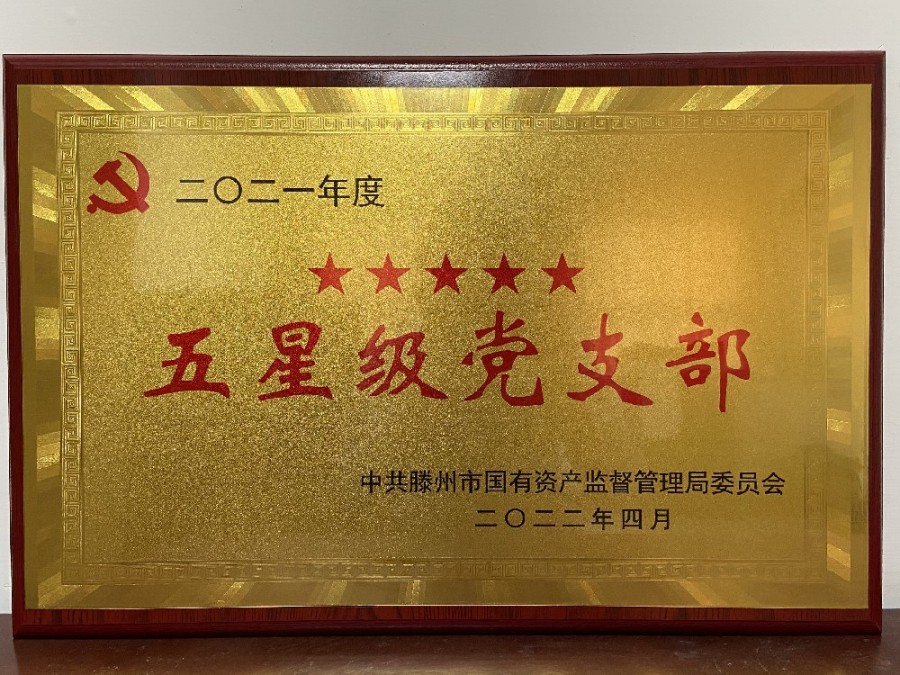 二〇二一年度
★★★★★
五星级党支部
中共滕州市国有资产监督管理局委员会
二〇二二年四月